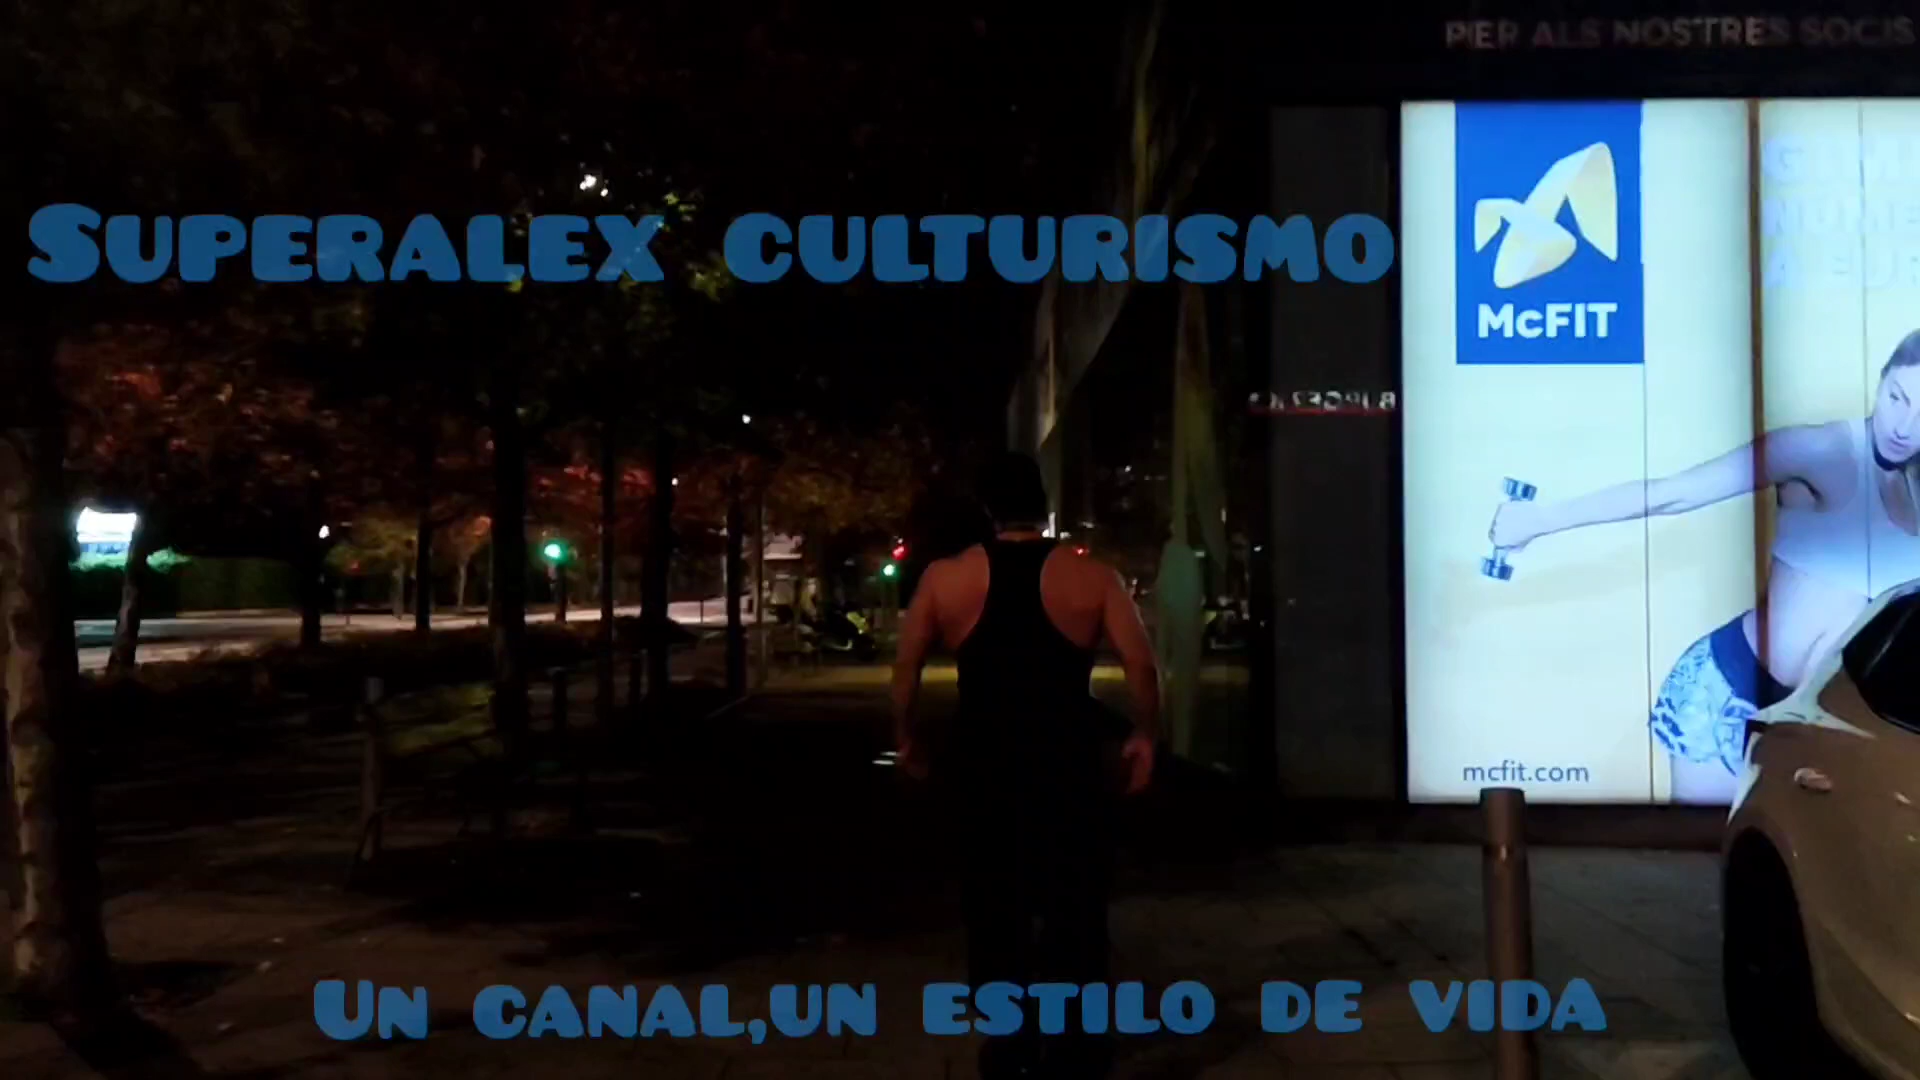 PER ALS NOSTRES SOCIS
SUPERALEX CULTURISMO
McFIT
mcfit.com
UN CANAL,UN ESTILO DE VIDA